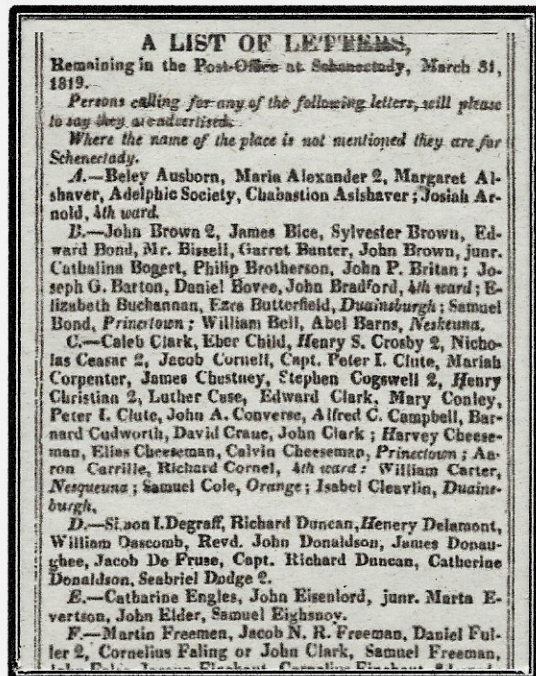 A LIST OF LETTERS,
Remaining in the Post-Office at Schenectady, March 31,
1819.
Persons calling for any of the following letters, will please
to say they are advertised.
Where the name of the place is not mentioned they are for
Schenectady.
A.—Beley Ausborn, Maria Alexander 2, Margaret Al-
shaver, Adelphic Society, Chabastion Aslshaver; Josiah Ar-
nold, 4th ward.
B.—John Brown 2, James Bice, Sylvester Brown, Ed-
ward Bond, Mr. Bissell, Garret Banter, John Brown, junr.
Cathalina Bogert, Philip Brotherson, John P. Britan; Jo-
seph G. Barton, Daniel Bovee, John Bradford, 4th ward; E-
lizabeth Buchannan, Ezra Butterfield, Duainsburgh; Samuel
Bond, Princetown; William Bell, Abel Barns, Neskeuna.
C.—Caleb Clark, Eber Child, Henry S. Crosby 2, Nicho-
las Ceasar 2, Jacob Cornell, Capt. Peter I. Clute, Mariah
Corpenter, James Chestney, Stephen Cogswell 2, Henry
Christian 2, Luther Case, Edward Clark, Mary Conley,
Peter I. Clute, John A. Converse, Alfred C. Campbell, Bar-
nard Cudworth, David Crane, John Clark; Harvey Cheese-
man, Elias Cheeseman, Calvin Cheeseman, Princetown; Aa-
ron Carrille, Richard Cornel, 4th ward: William Carter,
Nesqueuna; Samuel Cole, Orange; Isabel Cleavlin, Duains-
burgh.
D.—Simon I. Degraff, Richard Duncan, Henery Delamont,
William Dascomb, Revd. John Donaldson, James Donau-
ghee, Jacob De Fruse, Capt. Richard Duncan, Catherine
Donaldson, Seabriel Dodge 2.
E.—Catharine Engles, John Eisenlord, junr. Marta E-
vertson, John Elder, Samuel Eighsnov.
F.—Martin Freemen, Jacob N. R. Freeman, Daniel Ful-
ler 2, Cornelius Faling or John Clark, Samuel Freeman,